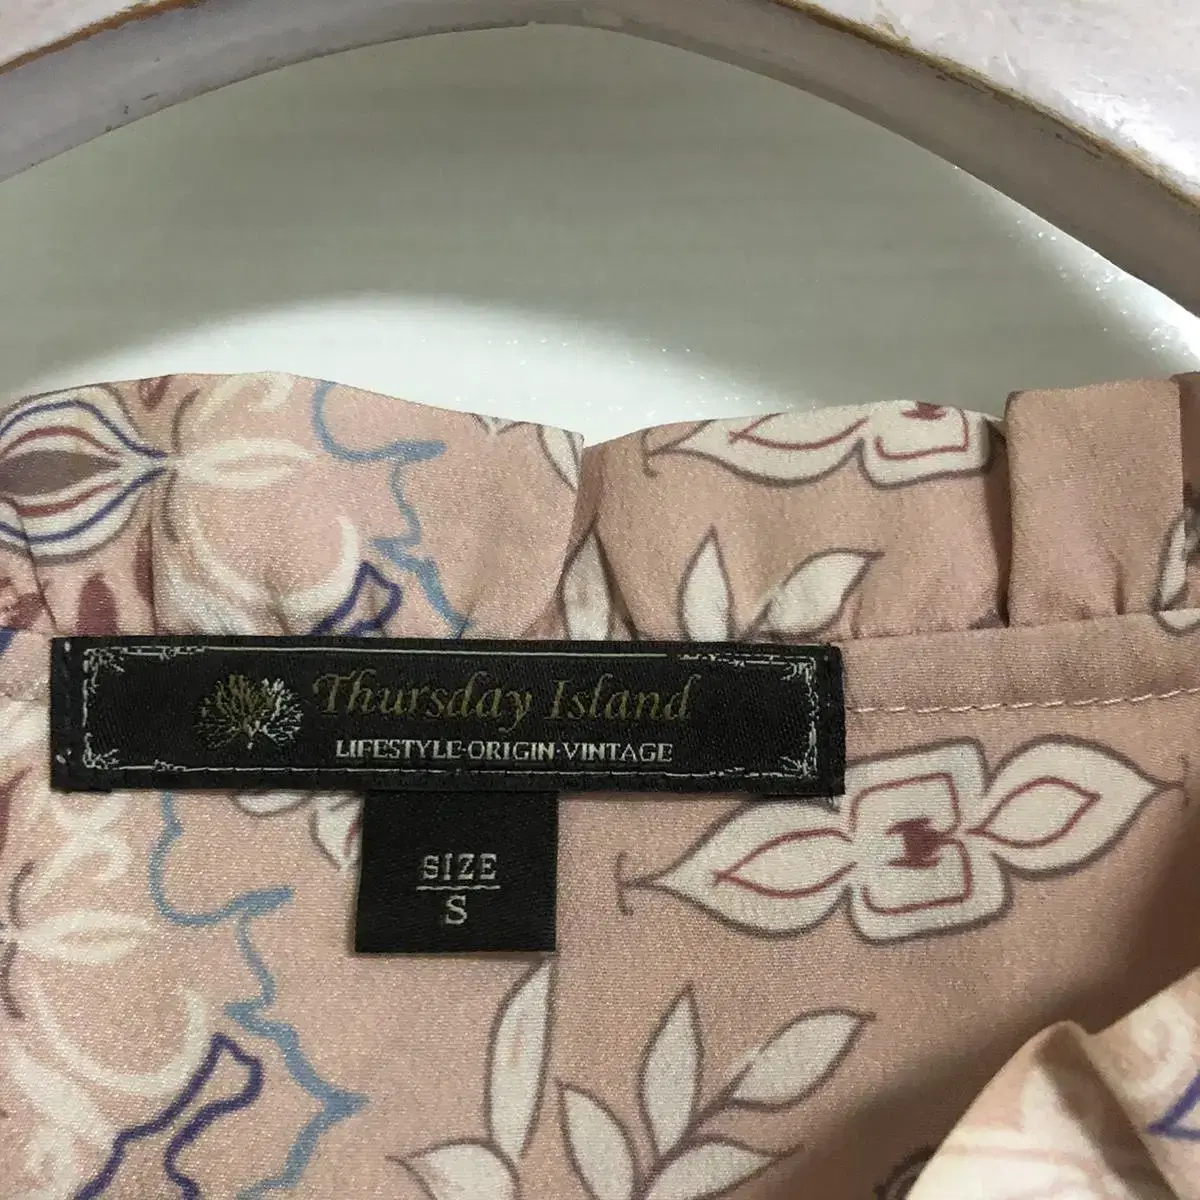 Thursday Island
LIFESTYLE·ORIGIN·VINTAGE
SIZE
S